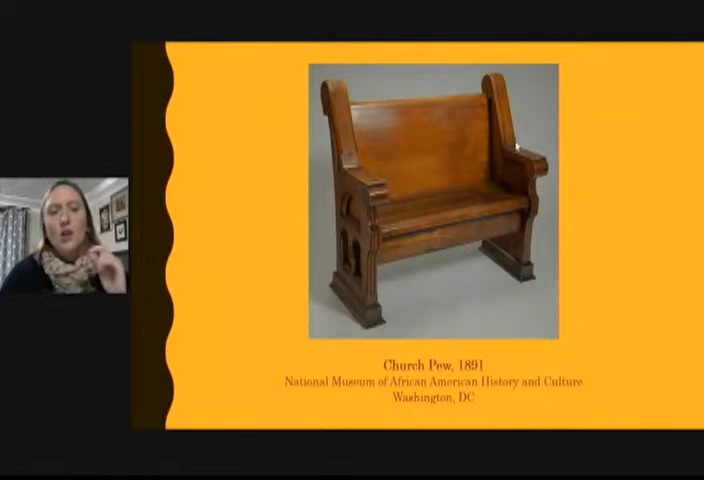 Church Pew, 1891
National Museum of African American History and Culture
Washington, DC